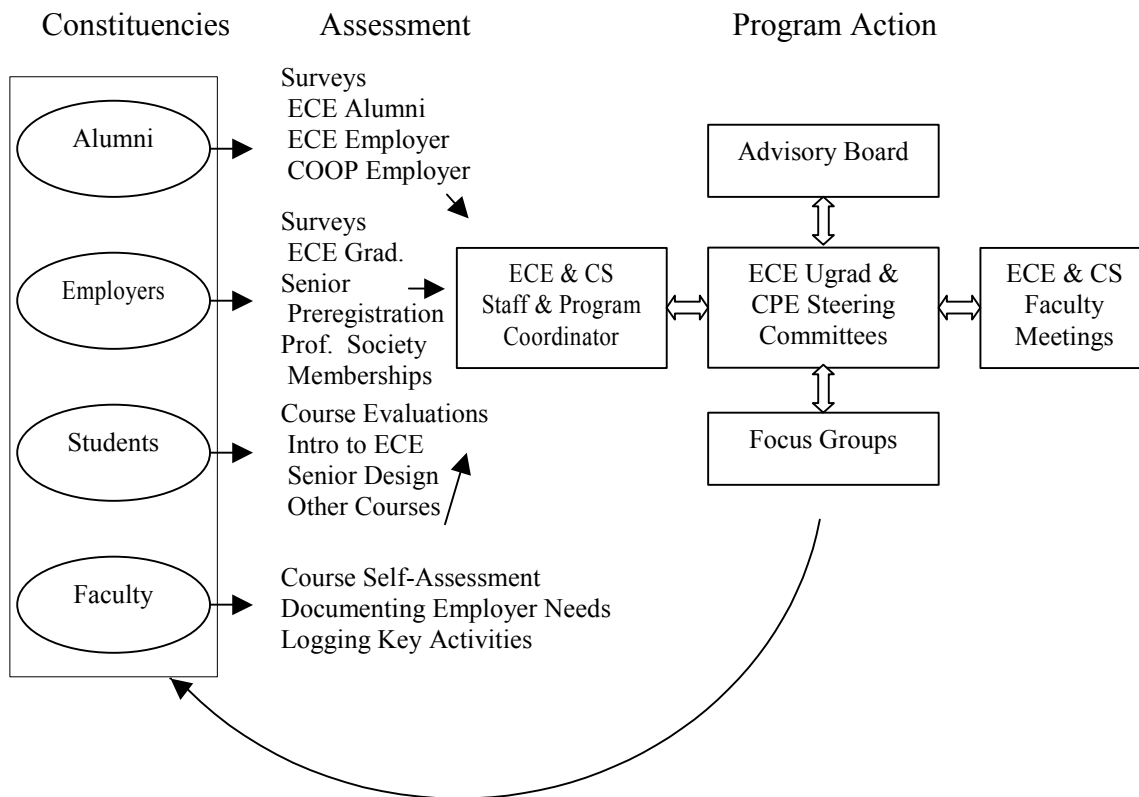 Constituencies
Assessment
Program Action
Alumni
Employers
Students
Faculty
Surveys
ECE Alumni
ECE Employer
COOP Employer
Surveys
ECE Grad.
Senior
Preregistration
Prof. Society
Memberships
Course Evaluations
Intro to ECE
Senior Design
Other Courses
Course Self-Assessment
Documenting Employer Needs
Logging Key Activities
ECE & CS
Staff & Program
Coordinator
Advisory Board
ECE Ugrad &
CPE Steering
Committees
Focus Groups
ECE & CS
Faculty
Meetings